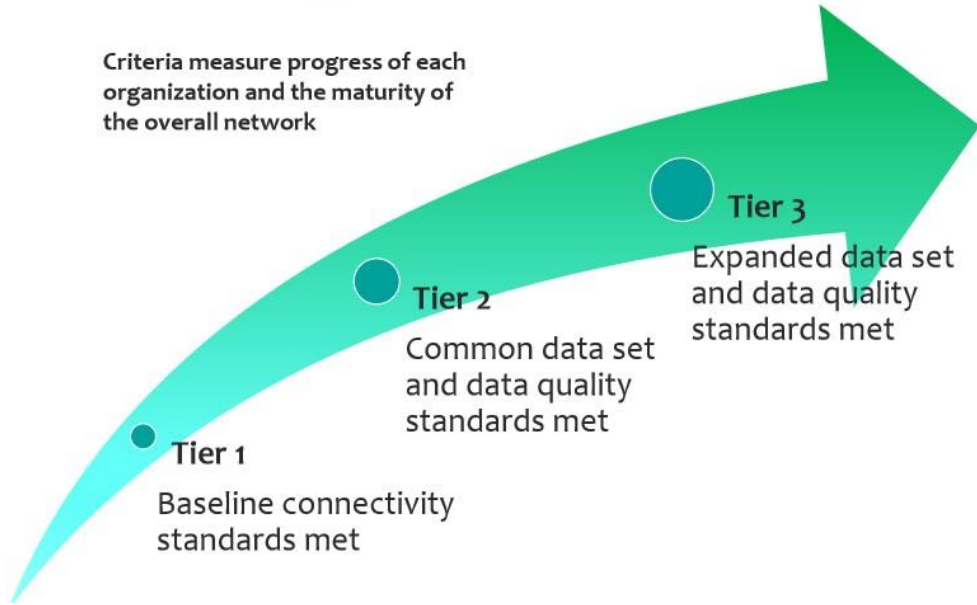 Criteria measure progress of each
organization and the maturity of
the overall network
Tier 1
Baseline connectivity
standards met
Tier 2
Common data set
and data quality
standards met
Tier 3
Expanded data set
and data quality
standards met